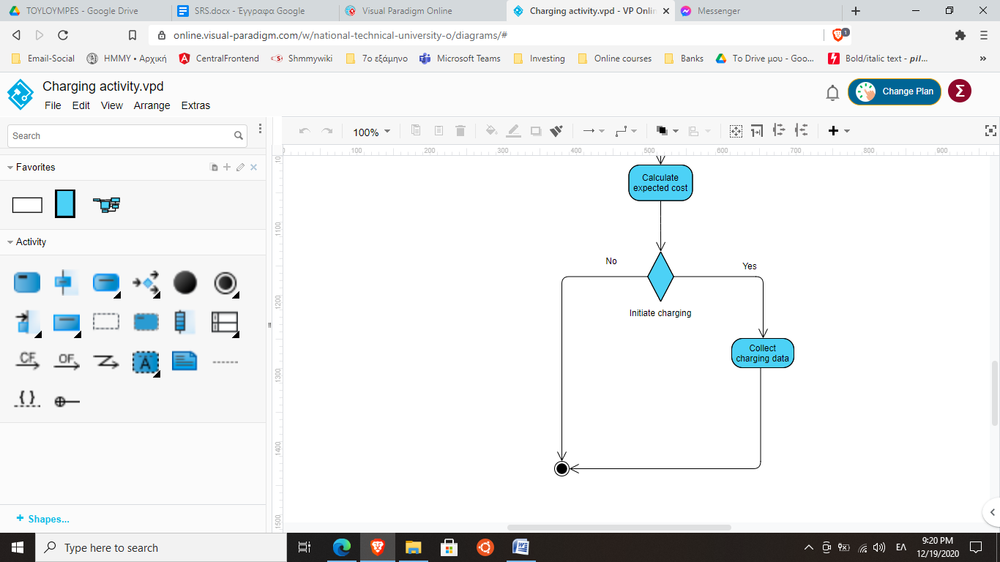 TOYLOYMPES - Google Drive
SRS.docx - Έγγραφα Google
Visual Paradigm Online
Charging activity.vpd - VP Onlin
Messenger
online.visual-paradigm.com/w/national-technical-university-o/diagrams/#
1
Email-Social
HMMY • Αρχική
CentralFrontend
Shmmywiki
7ο εξάμηνο
Microsoft Teams
Investing
Online courses
Banks
Το Drive μου - Goo...
Bold/italic text - pil...
»
Charging activity.vpd
File Edit View Arrange Extras
Change Plan
Σ
Search
100%
100 200 300 400 500 600 700 800 900
Favorites
Activity
CF
OF
A
{ }
Shapes...
10
1100
1200
1300
1400
1500
Calculate
expected cost
No
Yes
Initiate charging
Collect
charging data
Type here to search
ΕΛ
9:20 PM
12/19/2020